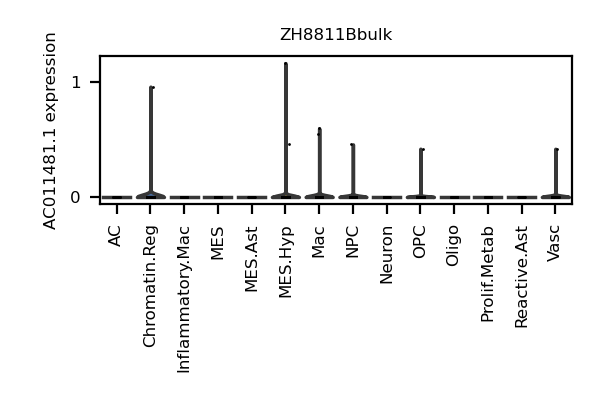 ZH8811Bbulk
AC011481.1 expression
1
0
AC
Chromatin.Reg
Inflammatory.Mac
MES
MES.Ast
MES.Hyp
Mac
NPC
Neuron
OPC
Oligo
Prolif.Metab
Reactive.Ast
Vasc